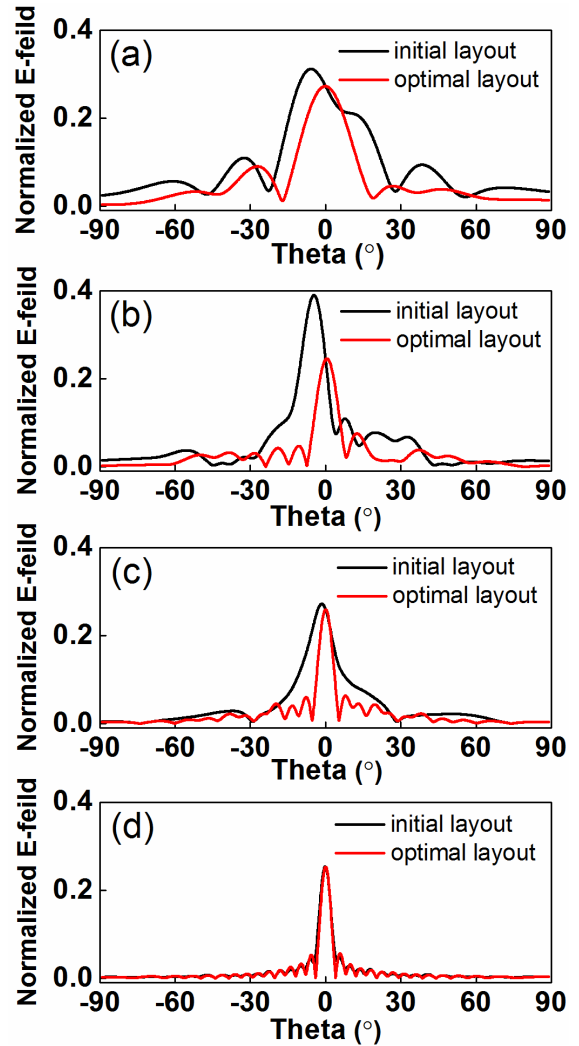 (a)
initial layout
optimal layout
Normalized E-feild
0.4
0.2
0.0
-90 -60 -30 0 30 60 90
Theta (°)
(b)
initial layout
optimal layout
Normalized E-feild
0.4
0.2
0.0
-90 -60 -30 0 30 60 90
Theta (°)
(c)
initial layout
optimal layout
Normalized E-feild
0.4
0.2
0.0
-90 -60 -30 0 30 60 90
Theta (°)
(d)
initial layout
optimal layout
Normalized E-feild
0.4
0.2
0.0
-90 -60 -30 0 30 60 90
Theta (°)